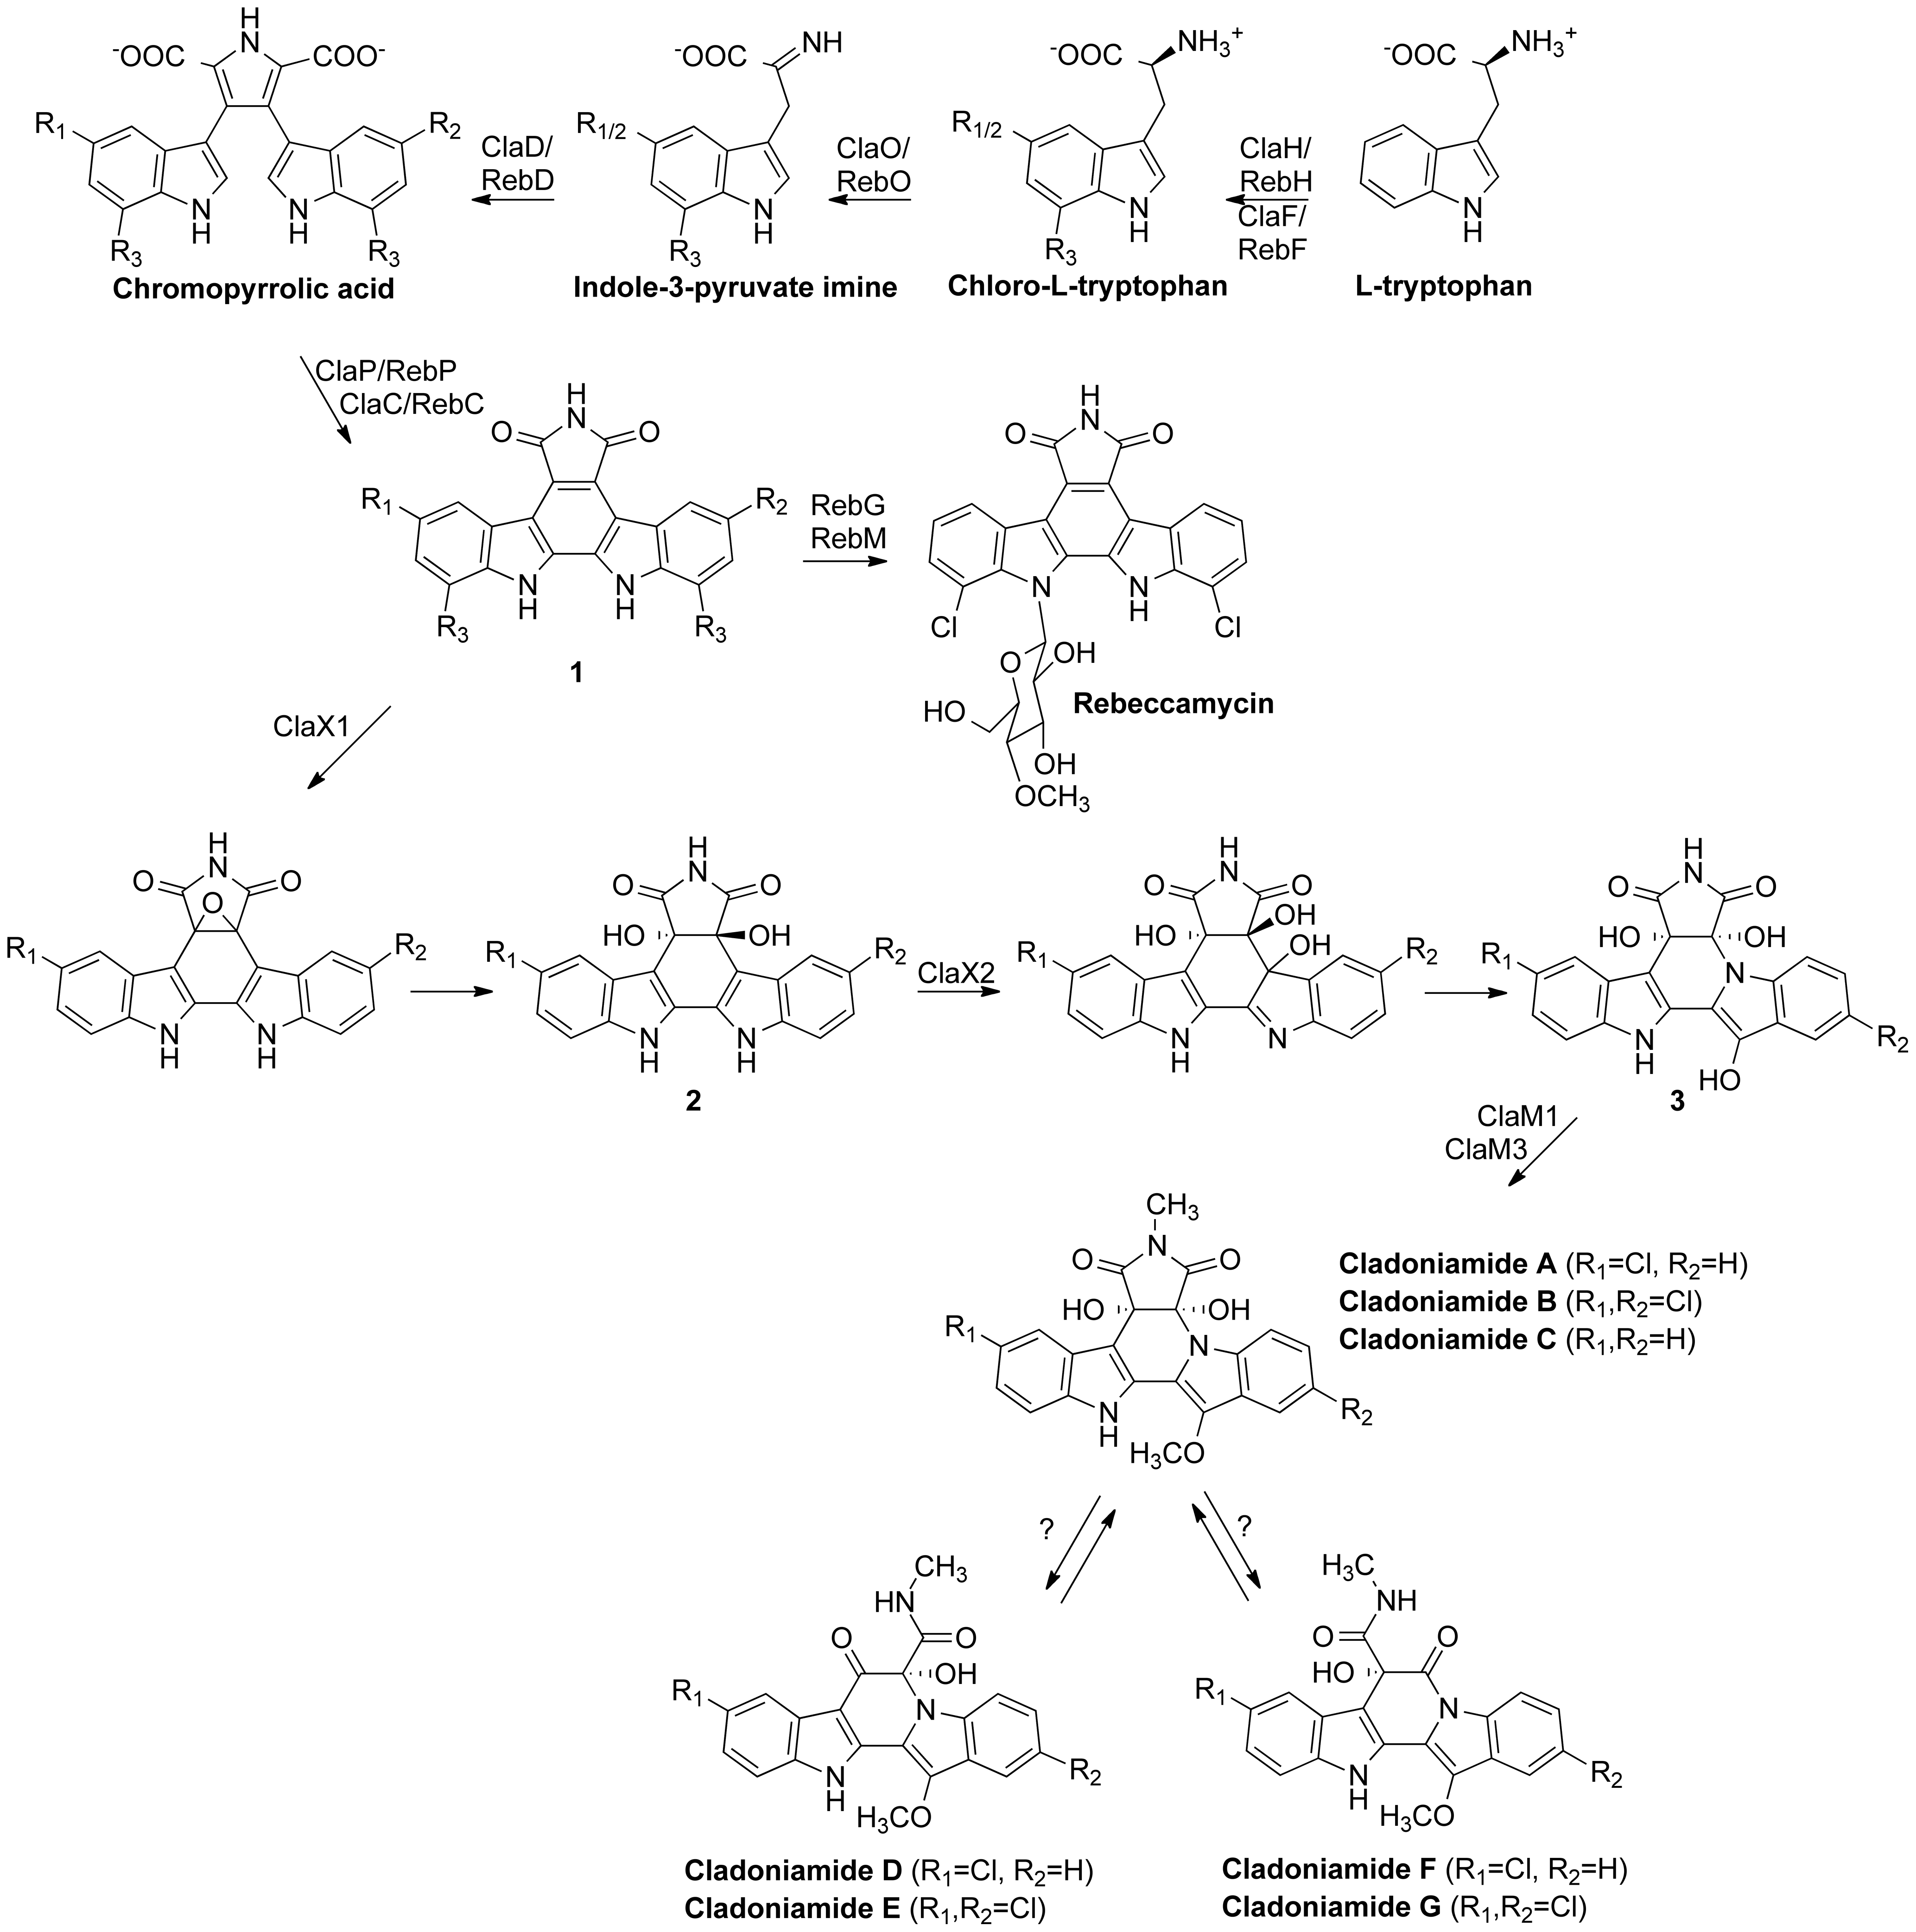 H
N
⁻OOC
COO⁻
R₁
R₂
N
H
N
H
R₃
R₃
Chromopyrrolic acid
ClaD/
RebD
⁻OOC
NH
R₁/₂
N
H
R₃
Indole-3-pyruvate imine
ClaO/
RebO
⁻OOC
NH₃⁺
R₁/₂
N
H
R₃
Chloro-L-tryptophan
ClaH/
RebH
ClaF/
RebF
⁻OOC
NH₃⁺
N
H
L-tryptophan
ClaP/RebP
ClaC/RebC
H
N
O
O
R₁
R₂
N
H
N
H
R₃
R₃
1
RebG
RebM
H
N
O
O
N
N
H
Cl
Cl
O
OH
HO
OH
OCH₃
Rebeccamycin
ClaX1
H
N
O
O
O
R₁
R₂
N
H
N
H
H
N
O
O
HO
OH
R₁
R₂
N
H
N
H
2
ClaX2
H
N
O
O
HO
OH
OH
R₁
R₂
N
H
N
H
N
O
O
HO
OH
R₁
N
N
H
R₂
HO
3
ClaM1
ClaM3
CH₃
N
O
O
HO
OH
R₁
N
N
H
R₂
H₃CO
Cladoniamide A (R₁=Cl, R₂=H)
Cladoniamide B (R₁,R₂=Cl)
Cladoniamide C (R₁,R₂=H)
?
?
CH₃
HN
O
O
OH
R₁
N
N
H
R₂
H₃CO
Cladoniamide D (R₁=Cl, R₂=H)
Cladoniamide E (R₁,R₂=Cl)
H₃C
NH
O
O
HO
R₁
N
N
H
R₂
H₃CO
Cladoniamide F (R₁=Cl, R₂=H)
Cladoniamide G (R₁,R₂=Cl)